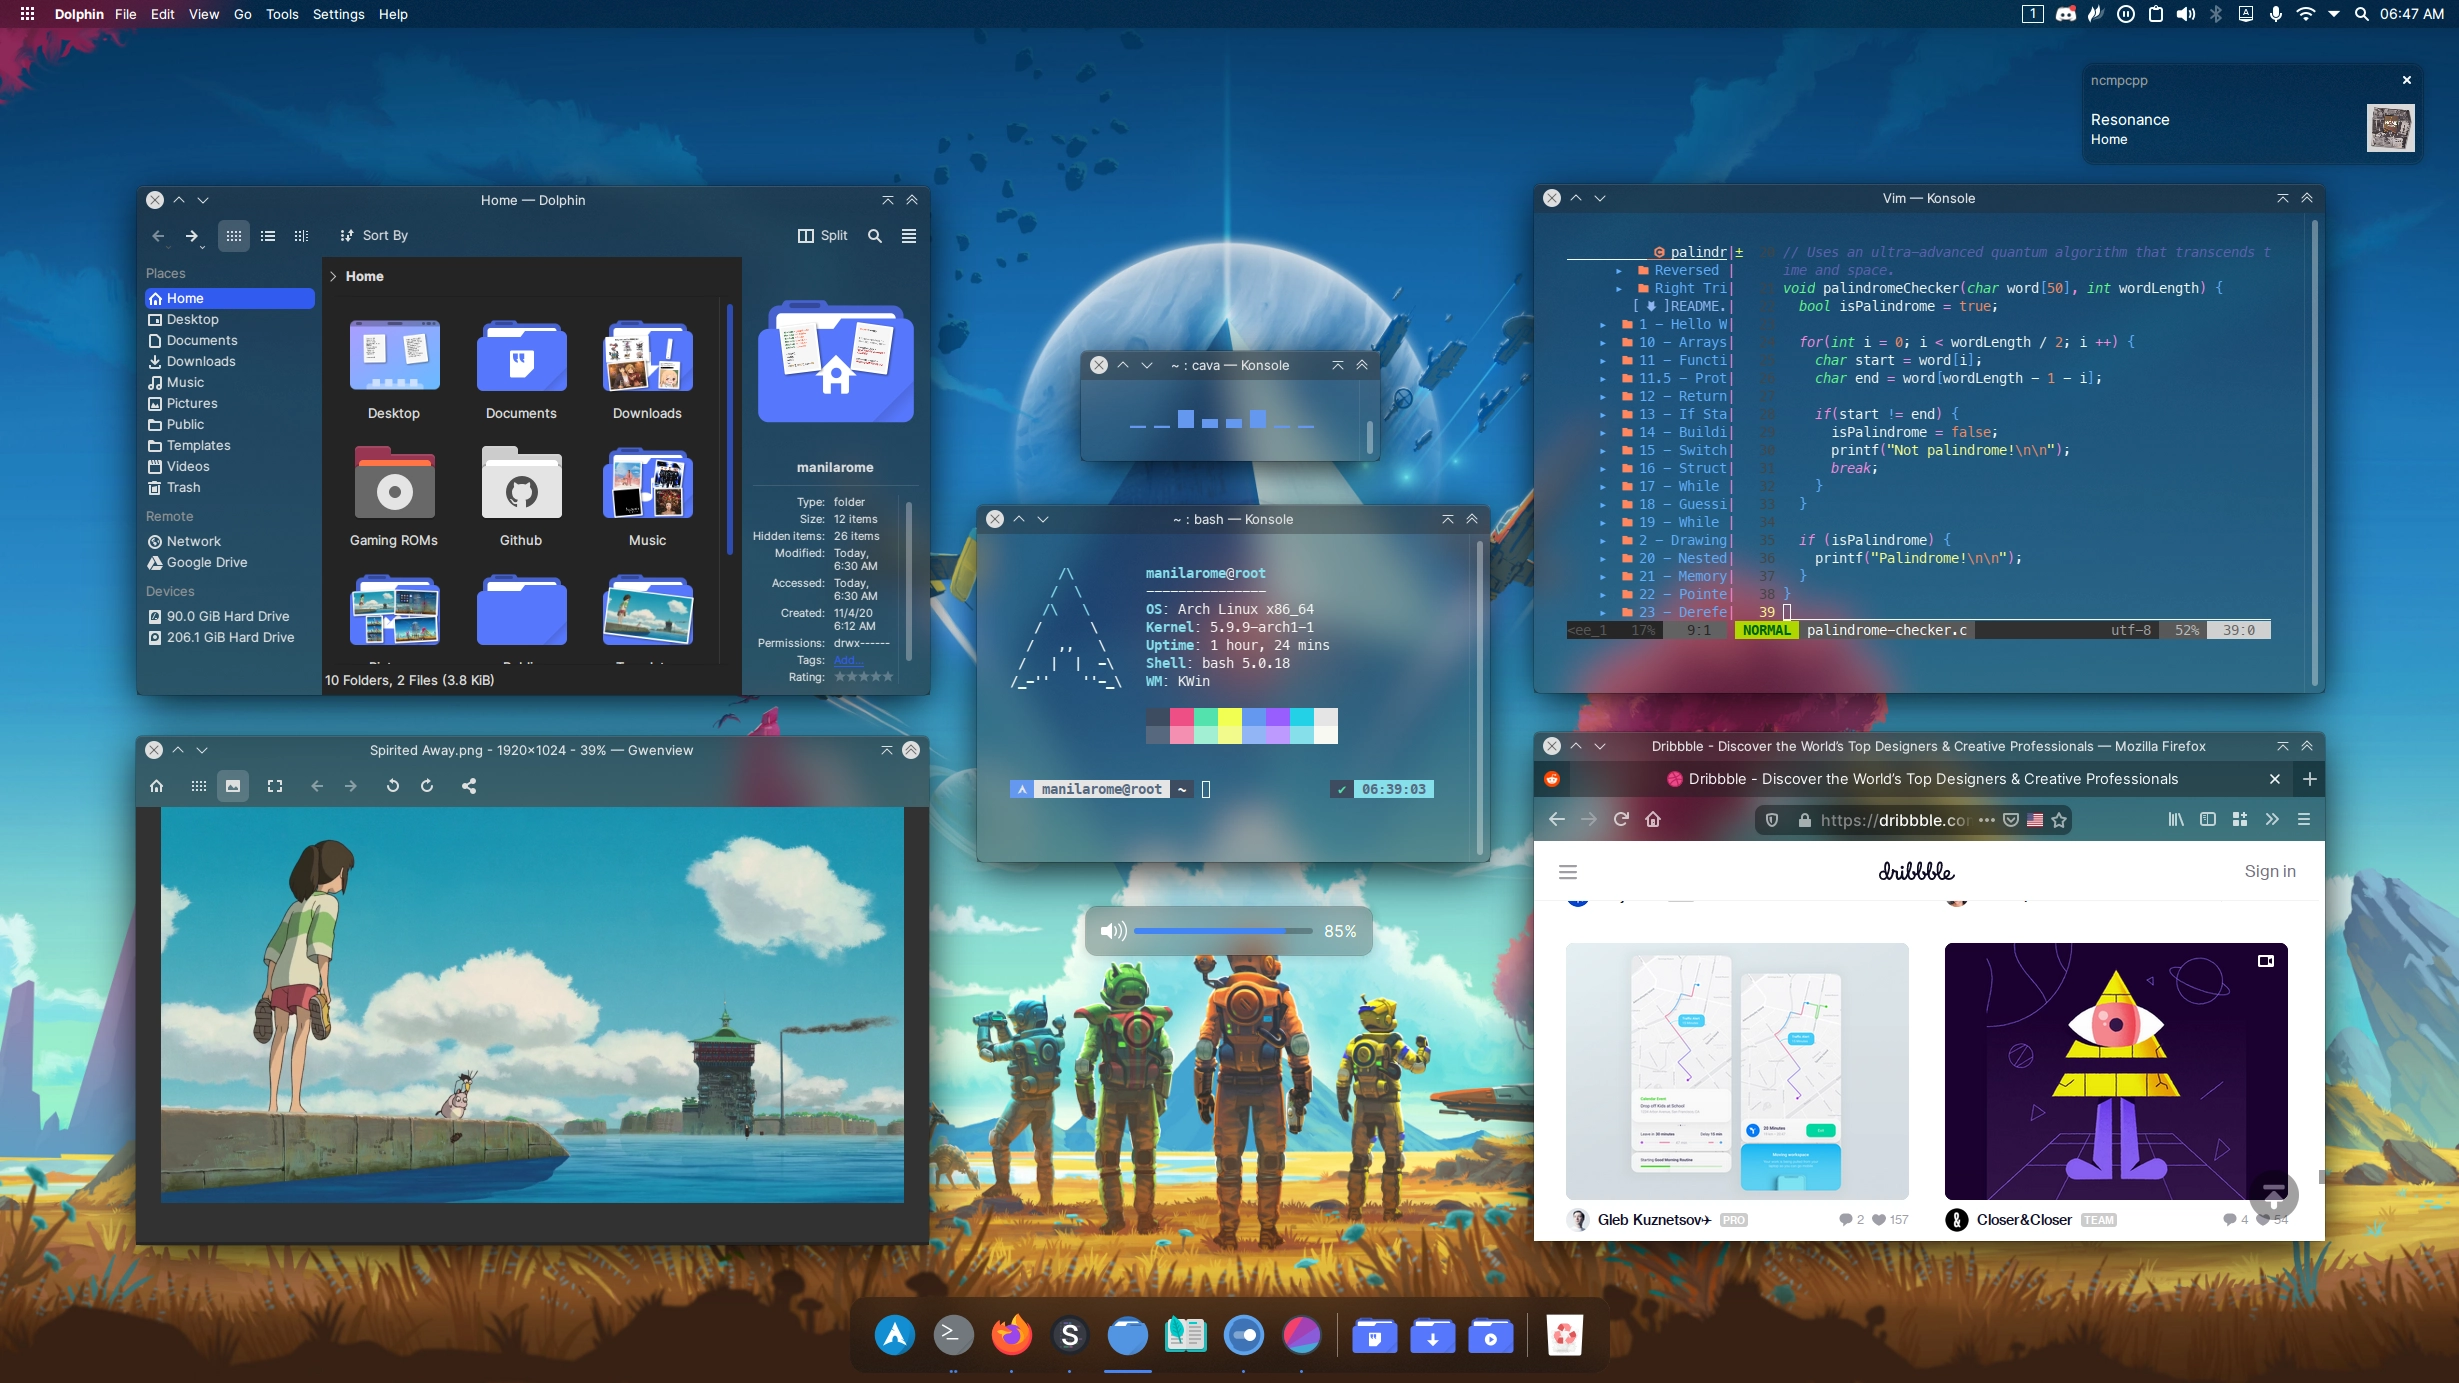 Dolphin File Edit View Go Tools Settings Help
1 06:47 AM
ncmpcpp
Resonance
Home
Home — Dolphin
Sort By Split
Places
Home
Desktop
Documents
Downloads
Music
Pictures
Public
Templates
Videos
Trash
Remote
Network
Google Drive
Devices
90.0 GiB Hard Drive
206.1 GiB Hard Drive
Home
Desktop Documents Downloads
Gaming ROMs Github Music
10 Folders, 2 Files (3.8 KiB)
manilarome
Type: folder
Size: 12 items
Hidden items: 26 items
Modified: Today,
6:30 AM
Accessed: Today,
6:30 AM
Created: 11/4/20
6:12 AM
Permissions: drwx------
Tags: Add...
Rating:
~ : cava — Konsole
~ : bash — Konsole
manilarome@root
---------------
OS: Arch Linux x86_64
Kernel: 5.9.9-arch1-1
Uptime: 1 hour, 24 mins
Shell: bash 5.0.18
WM: KWin
manilarome@root ~ ✔ 06:39:03
85%
Vim — Konsole
palindr|±
Reversed |
Right Tri|
[ ]README.|
1 - Hello W|
10 - Arrays|
11 - Functi|
11.5 - Prot|
12 - Return|
13 - If Sta|
14 - Buildi|
15 - Switch|
16 - Struct|
17 - While |
18 - Guessi|
19 - While |
2 - Drawing|
20 - Nested|
21 - Memory|
22 - Pointe|
23 - Derefe|
// Uses an ultra-advanced quantum algorithm that transcends t
ime and space.
void palindromeChecker(char word[50], int wordLength) {
bool isPalindrome = true;
for(int i = 0; i < wordLength / 2; i ++) {
char start = word[i];
char end = word[wordLength - 1 - i];
if(start != end) {
isPalindrome = false;
printf("Not palindrome!\n\n");
break;
32 }
33 }
34
35 if (isPalindrome) {
36 printf("Palindrome!\n\n");
37 }
38 }
39
<ee_1 17% 9:1 NORMAL palindrome-checker.c utf-8 52% 39:0
Spirited Away.png - 1920×1024 - 39% — Gwenview
Dribbble - Discover the World's Top Designers & Creative Professionals — Mozilla Firefox
Dribbble - Discover the World's Top Designers & Creative Professionals
https://dribbble.co
dribbble
Sign in
Calendar Event
Drop off Kids at School
20 Minutes
Starting Good Morning Routine
Gleb Kuznetsov✈ PRO 2 157
Closer&Closer TEAM 4 54